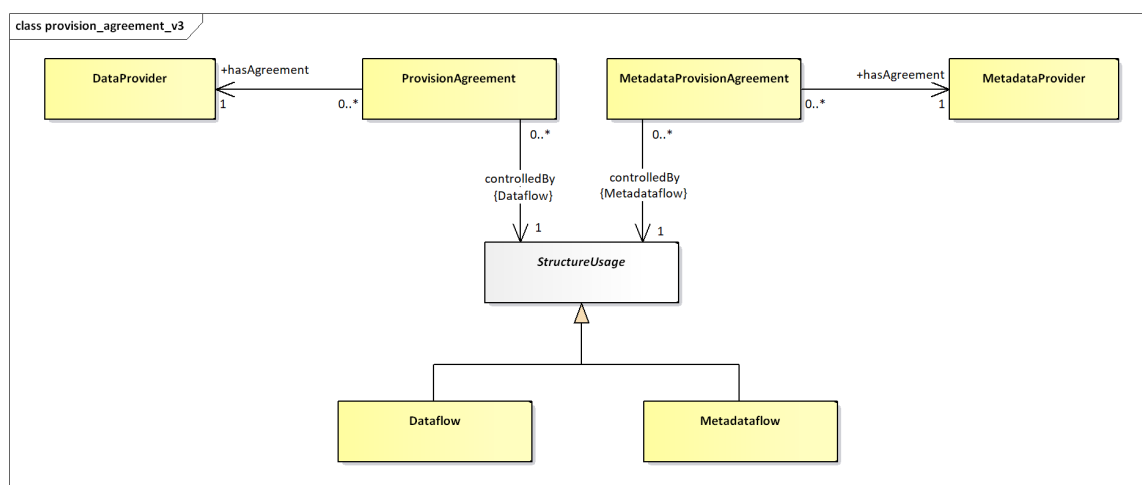 class provision_agreement_v3
DataProvider
+hasAgreement
1
0..*
ProvisionAgreement
MetadataProvisionAgreement
+hasAgreement
0..*
1
MetadataProvider
0..*
0..*
controlledBy
{Dataflow}
controlledBy
{Metadataflow}
1
1
StructureUsage
Dataflow
Metadataflow